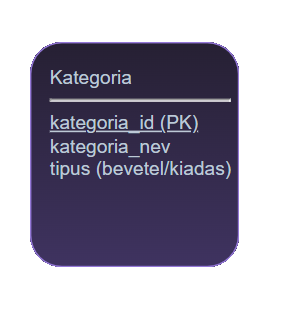 Kategoria
kategoria_id (PK)
kategoria_nev
tipus (bevetel/kiadas)